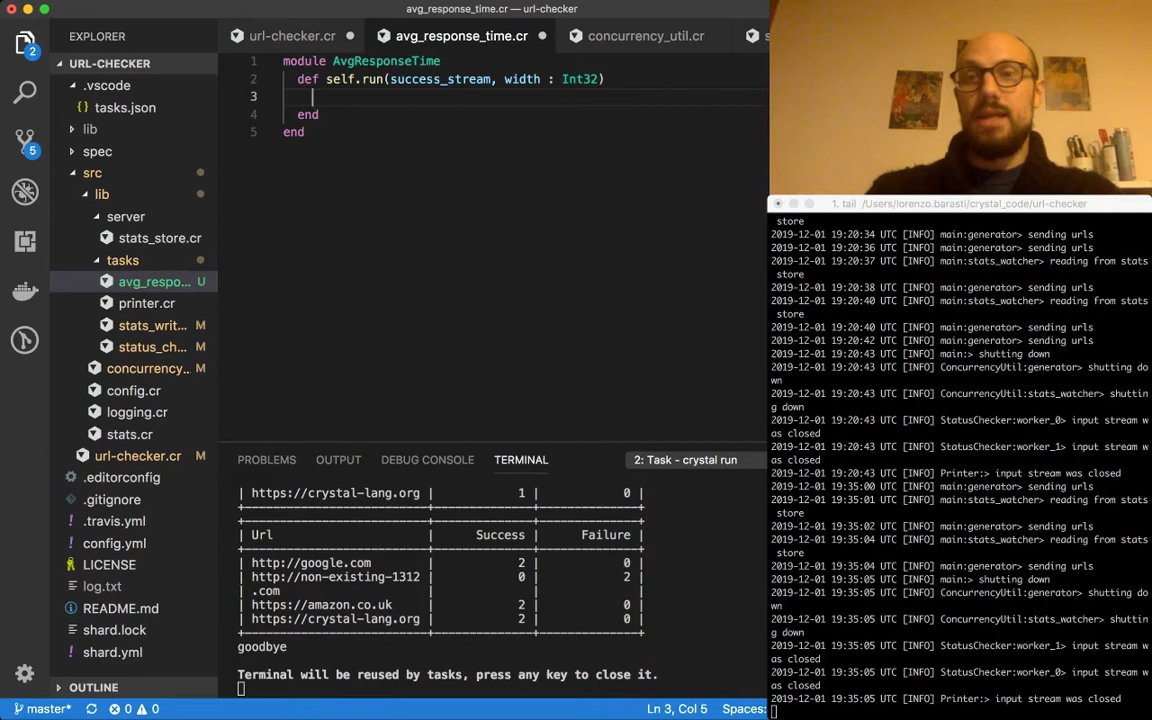 avg_response_time.cr — url-checker
EXPLORER
URL-CHECKER
.vscode
{} tasks.json
lib
spec
src
lib
server
stats_store.cr
tasks
avg_respo... U
printer.cr
stats_writ... M
status_ch... M
concurrency... M
config.cr
logging.cr
stats.cr
url-checker.cr M
.editorconfig
.gitignore
.travis.yml
config.yml
LICENSE
log.txt
README.md
shard.lock
shard.yml
OUTLINE
2
5
url-checker.cr
avg_response_time.cr
concurrency_util.cr
1 module AvgResponseTime
2 def self.run(success_stream, width : Int32)
3
4 end
5 end
PROBLEMS OUTPUT DEBUG CONSOLE TERMINAL 2: Task - crystal run
| https://crystal-lang.org | 1 | 0 |
| Url | Success | Failure |
| http://google.com | 2 | 0 |
| http://non-existing-1312 | 0 | 2 |
| .com | | |
| https://amazon.co.uk | 2 | 0 |
| https://crystal-lang.org | 2 | 0 |
goodbye
Terminal will be reused by tasks, press any key to close it.
master* 0 0 Ln 3, Col 5 Spaces:
1. tail /Users/lorenzo.barasti/crystal_code/url-checker
store
2019-12-01 19:20:34 UTC [INFO] main:generator> sending urls
2019-12-01 19:20:36 UTC [INFO] main:generator> sending urls
2019-12-01 19:20:37 UTC [INFO] main:stats_watcher> reading from stats
store
2019-12-01 19:20:38 UTC [INFO] main:generator> sending urls
2019-12-01 19:20:40 UTC [INFO] main:stats_watcher> reading from stats
store
2019-12-01 19:20:40 UTC [INFO] main:generator> sending urls
2019-12-01 19:20:42 UTC [INFO] main:generator> sending urls
2019-12-01 19:20:43 UTC [INFO] main:> shutting down
2019-12-01 19:20:43 UTC [INFO] ConcurrencyUtil:generator> shutting do
wn
2019-12-01 19:20:43 UTC [INFO] ConcurrencyUtil:stats_watcher> shuttin
g down
2019-12-01 19:20:43 UTC [INFO] StatusChecker:worker_0> input stream w
as closed
2019-12-01 19:20:43 UTC [INFO] StatusChecker:worker_1> input stream w
as closed
2019-12-01 19:20:43 UTC [INFO] Printer:> input stream was closed
2019-12-01 19:35:00 UTC [INFO] main:generator> sending urls
2019-12-01 19:35:01 UTC [INFO] main:stats_watcher> reading from stats
store
2019-12-01 19:35:02 UTC [INFO] main:generator> sending urls
2019-12-01 19:35:04 UTC [INFO] main:stats_watcher> reading from stats
store
2019-12-01 19:35:04 UTC [INFO] main:generator> sending urls
2019-12-01 19:35:05 UTC [INFO] main:> shutting down
2019-12-01 19:35:05 UTC [INFO] ConcurrencyUtil:generator> shutting do
wn
2019-12-01 19:35:05 UTC [INFO] ConcurrencyUtil:stats_watcher> shuttin
g down
2019-12-01 19:35:05 UTC [INFO] StatusChecker:worker_1> input stream w
as closed
2019-12-01 19:35:05 UTC [INFO] StatusChecker:worker_0> input stream w
as closed
2019-12-01 19:35:05 UTC [INFO] Printer:> input stream was closed